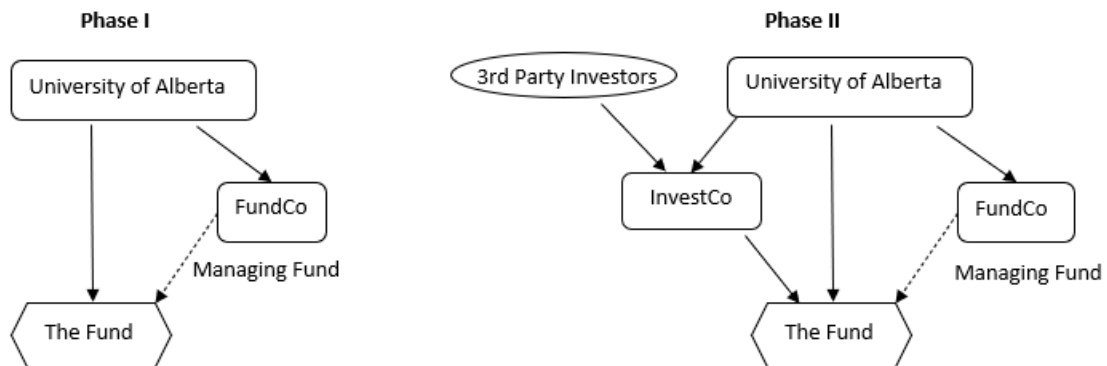 Phase I
University of Alberta
FundCo
Managing Fund
The Fund
Phase II
3rd Party Investors
University of Alberta
InvestCo
FundCo
Managing Fund
The Fund